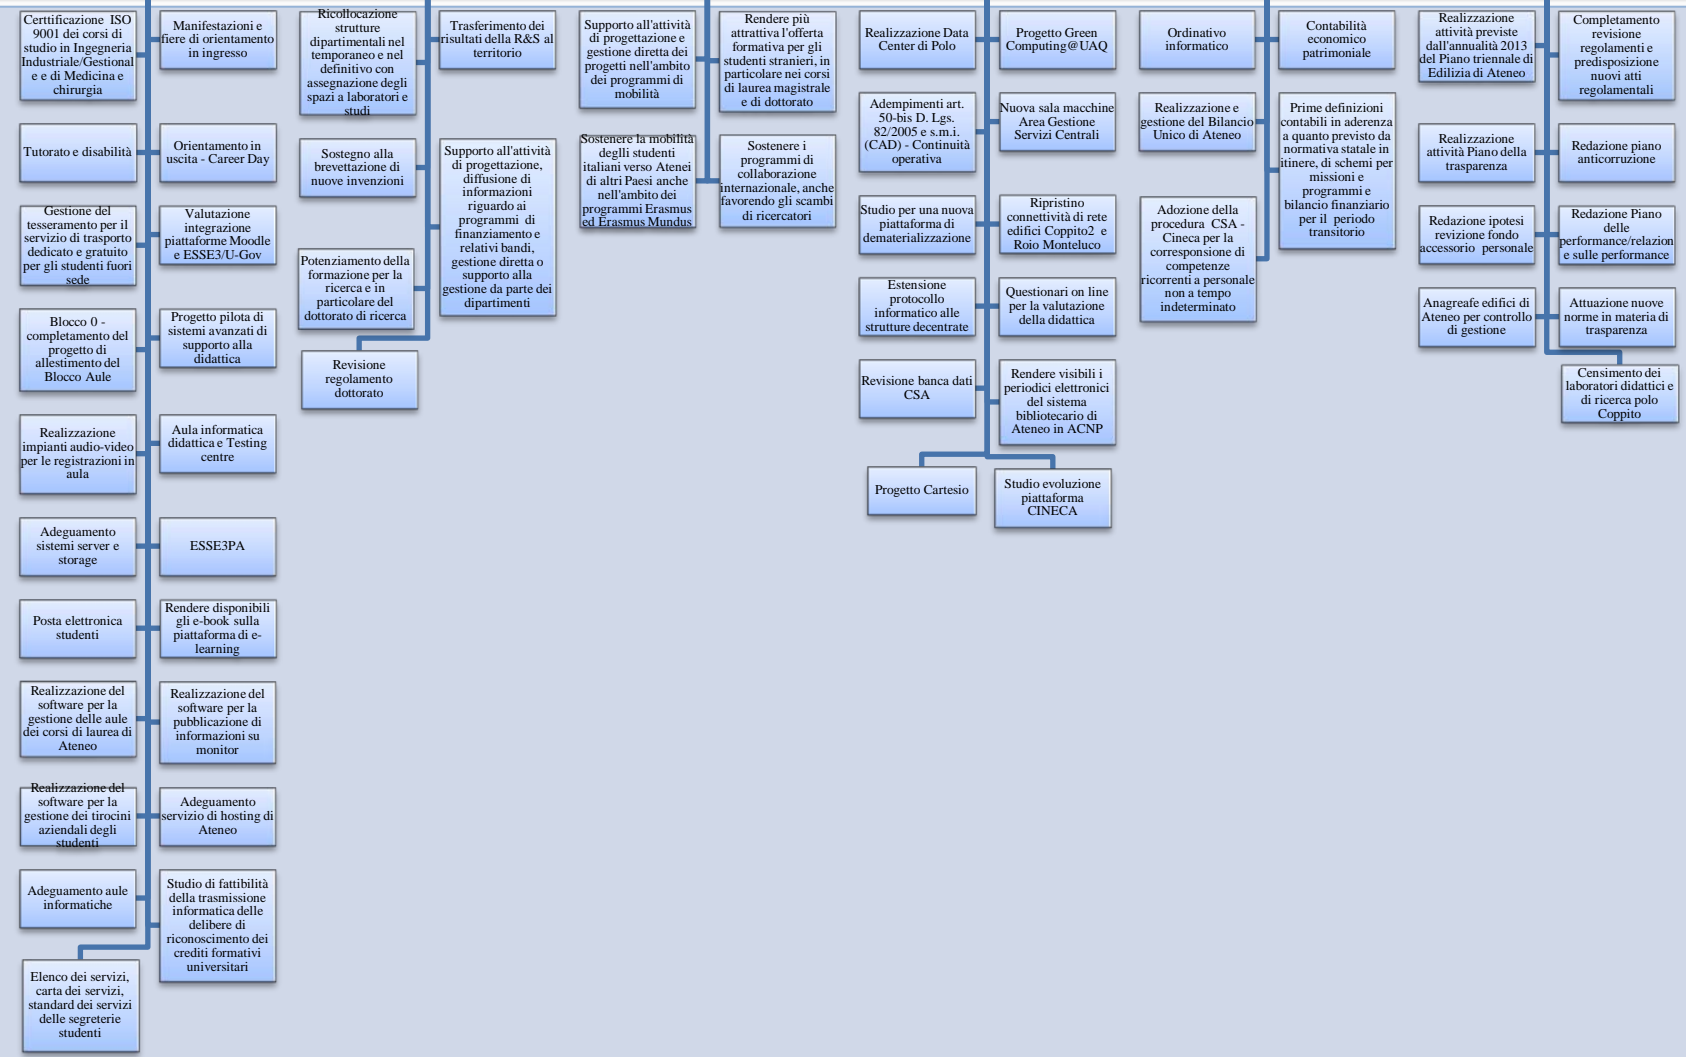 Certtificazione ISO
9001 dei corsi di
studio in Ingegneria
Industriale/Gestional
e e di Medicina e
chirurgia
Manifestazioni e
fiere di orientamento
in ingresso
Tutorato e disabilità
Orientamento in
uscita - Career Day
Gestione del
tesseramento per il
servizio di trasporto
dedicato e gratuito
per gli studenti fuori
sede
Valutazione
integrazione
piattaforme Moodle
e ESSE3/U-Gov
Blocco 0 -
completamento del
progetto di
allestimento del
Blocco Aule
Progetto pilota di
sistemi avanzati di
supporto alla
didattica
Realizzazione
impianti audio-video
per le registrazioni in
aula
Aula informatica
didattica e Testing
centre
Adeguamento
sistemi server e
storage
ESSE3PA
Posta elettronica
studenti
Rendere disponibili
gli e-book sulla
piattaforma di e-
learning
Realizzazione del
software per la
gestione delle aule
dei corsi di laurea di
Ateneo
Realizzazione del
software per la
pubblicazione di
informazioni su
monitor
Realizzazione del
software per la
gestione dei tirocini
aziendali degli
studenti
Adeguamento
servizio di hosting di
Ateneo
Adeguamento aule
informatiche
Studio di fattibilità
della trasmissione
informatica delle
delibere di
riconoscimento dei
crediti formativi
universitari
Elenco dei servizi,
carta dei servizi,
standard dei servizi
delle segreterie
studenti
Ricollocazione
strutture
dipartimentali nel
temporaneo e nel
definitivo con
assegnazione degli
spazi a laboratori e
studi
Trasferimento dei
risultati della R&S al
territorio
Sostegno alla
brevettazione di
nuove invenzioni
Supporto all'attività
di progettazione,
diffusione di
informazioni
riguardo ai
programmi di
finanziamento e
relativi bandi,
gestione diretta o
supporto alla
gestione da parte dei
dipartimenti
Potenziamento della
formazione per la
ricerca e in
particolare del
dottorato di ricerca
Revisione
regolamento
dottorato
Supporto all'attività
di progettazione e
gestione diretta dei
progetti nell'ambito
dei programmi di
mobilità
Rendere più
attrattiva l'offerta
formativa per gli
studenti stranieri, in
particolare nei corsi
di laurea magistrale
e di dottorato
Sostenere la mobilità
deglli studenti
italiani verso Atenei
di altri Paesi anche
nell'ambito dei
programmi Erasmus
ed Erasmus Mundus
Sostenere i
programmi di
collaborazione
internazionale, anche
favorendo gli scambi
di ricercatori
Realizzazione Data
Center di Polo
Progetto Green
Computing@UAQ
Adempimenti art.
50-bis D. Lgs.
82/2005 e s.m.i.
(CAD) - Continuità
operativa
Nuova sala macchine
Area Gestione
Servizi Centrali
Studio per una nuova
piattaforma di
dematerializzazione
Ripristino
connettività di rete
edifici Coppito2 e
Roio Monteluco
Estensione
protocollo
informatico alle
strutture decentrate
Questionari on line
per la valutazione
della didattica
Revisione banca dati
CSA
Rendere visibili i
periodici elettronici
del sistema
bibliotecario di
Ateneo in ACNP
Progetto Cartesio
Studio evoluzione
piattaforma
CINECA
Ordinativo
informatico
Contabilità
economico
patrimoniale
Realizzazione e
gestione del Bilancio
Unico di Ateneo
Prime definizioni
contabili in aderenza
a quanto previsto da
normativa statale in
itinere, di schemi per
missioni e
programmi e
bilancio finanziario
per il periodo
transitorio
Adozione della
procedura CSA -
Cineca per la
corresponsione di
competenze
ricorrenti a personale
non a tempo
indeterminato
Realizzazione
attività previste
dall'annualità 2013
del Piano triennale di
Edilizia di Ateneo
Completamento
revisione
regolamenti e
predisposizione
nuovi atti
regolamentali
Realizzazione
attività Piano della
trasparenza
Redazione piano
anticorruzione
Redazione ipotesi
revisione fondo
accessorio personale
Redazione Piano
delle
performance/relazion
e sulle performance
Anagreafe edifici di
Ateneo per controllo
di gestione
Attuazione nuove
norme in materia di
trasparenza
Censimento dei
laboratori didattici e
di ricerca polo
Coppito